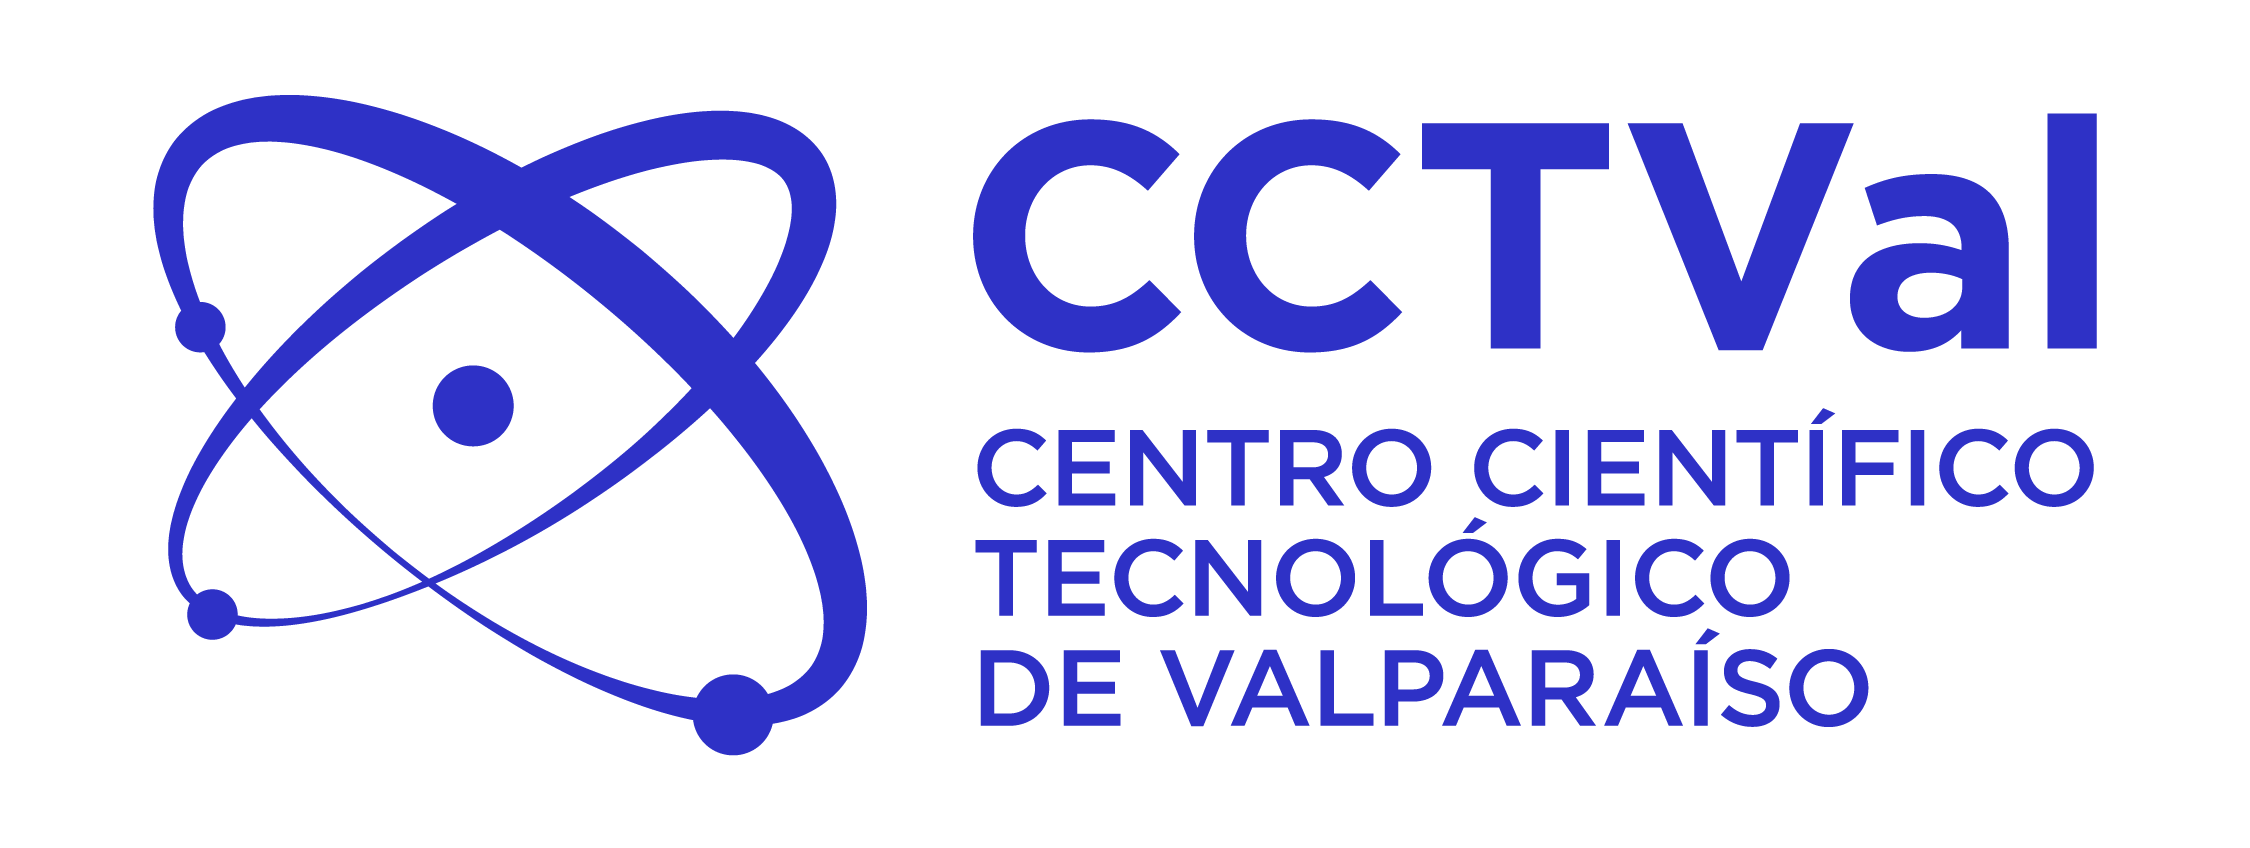 CCTVal
CENTRO CIENTÍFICO
TECNOLÓGICO
DE VALPARAÍSO